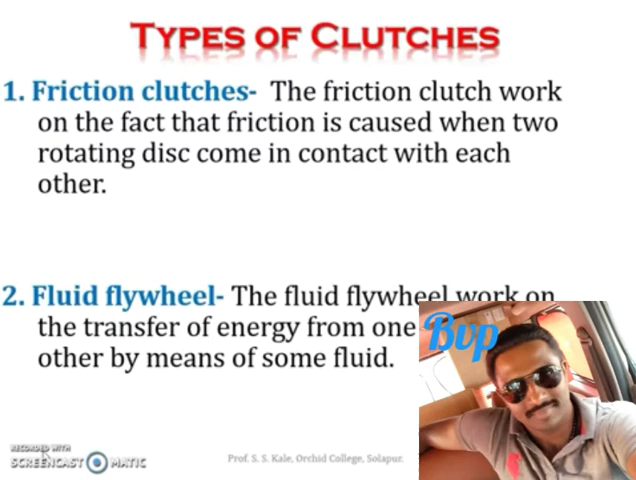 TYPES OF CLUTCHES
1. Friction clutches- The friction clutch work
on the fact that friction is caused when two
rotating disc come in contact with each
other.
2. Fluid flywheel- The fluid flywheel work on
the transfer of energy from one
other by means of some fluid.
Bvp
RECORDED WITH
SCREENCAST MATIC
Prof. S. S. Kale, Orchid College, Solapur.